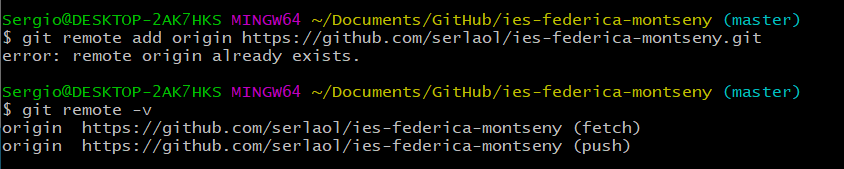 Sergio@DESKTOP-2AK7HKS MINGW64 ~/Documents/GitHub/ies-federica-montseny (master)
$ git remote add origin https://github.com/serlaol/ies-federica-montseny.git
error: remote origin already exists.
Sergio@DESKTOP-2AK7HKS MINGW64 ~/Documents/GitHub/ies-federica-montseny (master)
$ git remote -v
origin  https://github.com/serlaol/ies-federica-montseny (fetch)
origin  https://github.com/serlaol/ies-federica-montseny (push)